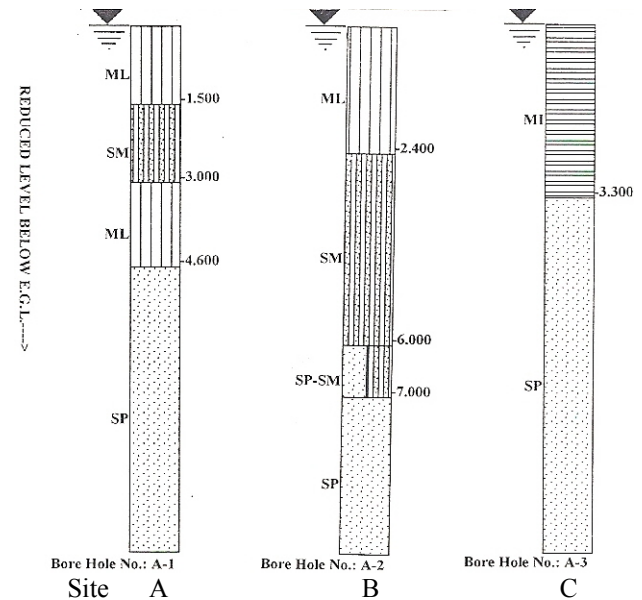 REDUCED LEVEL BELOW E.G.L.---->
ML
-1.500
SM
-3.000
ML
-4.600
SP
Bore Hole No.: A-1
ML
-2.400
SM
-6.000
SP-SM
-7.000
SP
Bore Hole No.: A-2
MI
-3.300
SP
Bore Hole No.: A-3
Site A B C